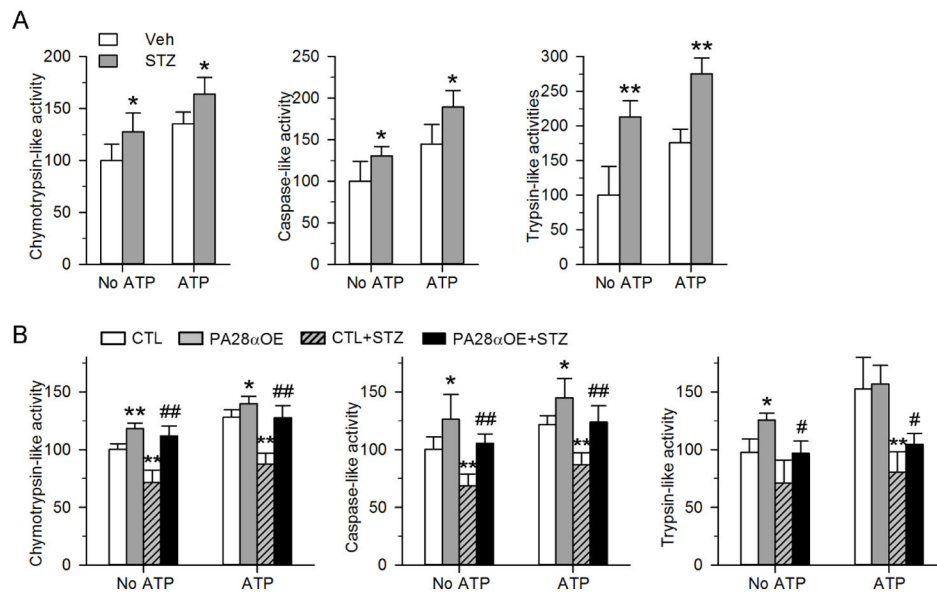 A
Veh
STZ
Chymotrypsin-like activity
200
150
100
50
0
*
*
No ATP
ATP
Caspase-like activity
250
200
150
100
50
0
*
*
No ATP
ATP
Trypsin-like activities
300
250
200
150
100
50
0
**
**
No ATP
ATP
B
CTL
PA28αOE
CTL+STZ
PA28αOE+STZ
Chymotrypsin-like activity
150
100
50
0
**
**
##
*
**
##
No ATP
ATP
Caspase-like activity
150
100
50
0
*
**
##
*
**
##
No ATP
ATP
Trypsin-like activity
150
100
50
0
*
#
**
#
No ATP
ATP